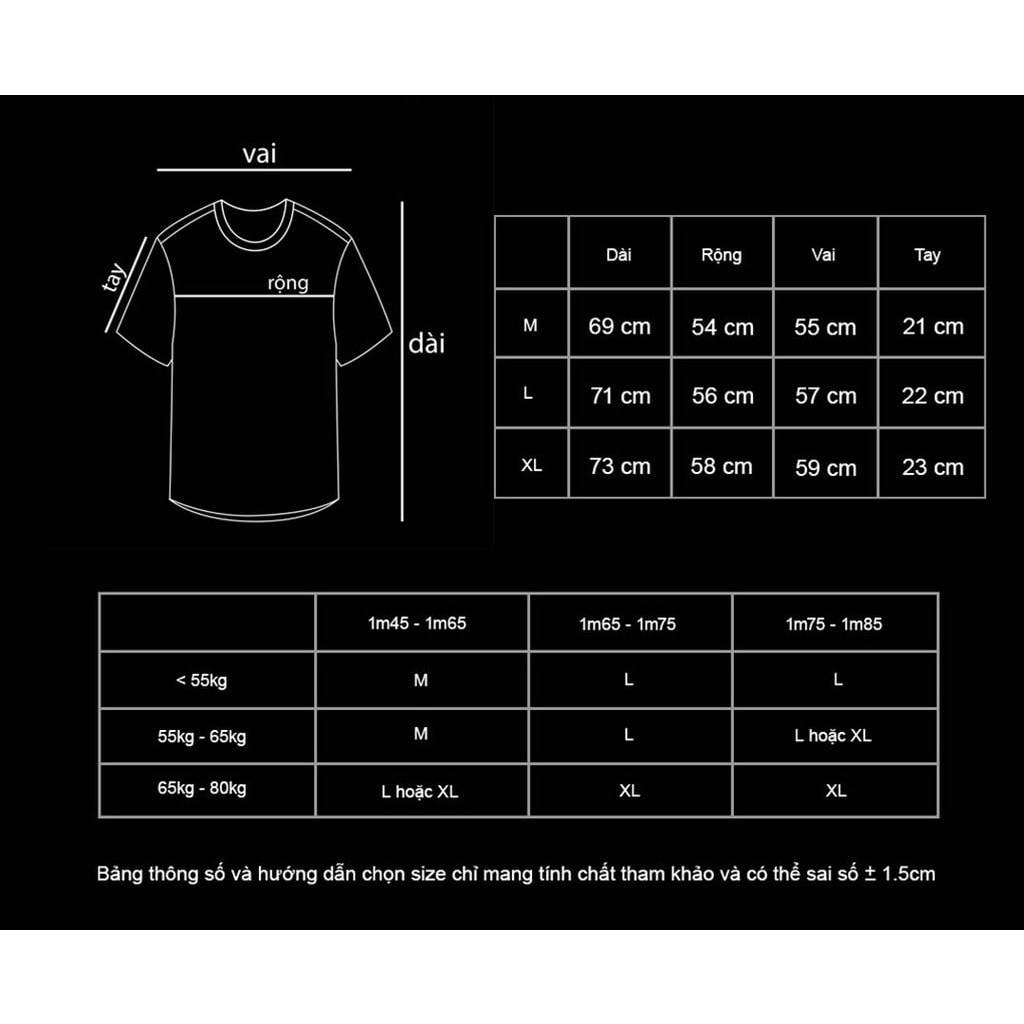 vai
tay
rộng
dài
Dài Rộng Vai Tay
M 69 cm 54 cm 55 cm 21 cm
L 71 cm 56 cm 57 cm 22 cm
XL 73 cm 58 cm 59 cm 23 cm
1m45 - 1m65 1m65 - 1m75 1m75 - 1m85
< 55kg M L L
55kg - 65kg M L L hoặc XL
65kg - 80kg L hoặc XL XL XL
Bảng thông số và hướng dẫn chọn size chỉ mang tính chất tham khảo và có thể sai số ± 1.5cm